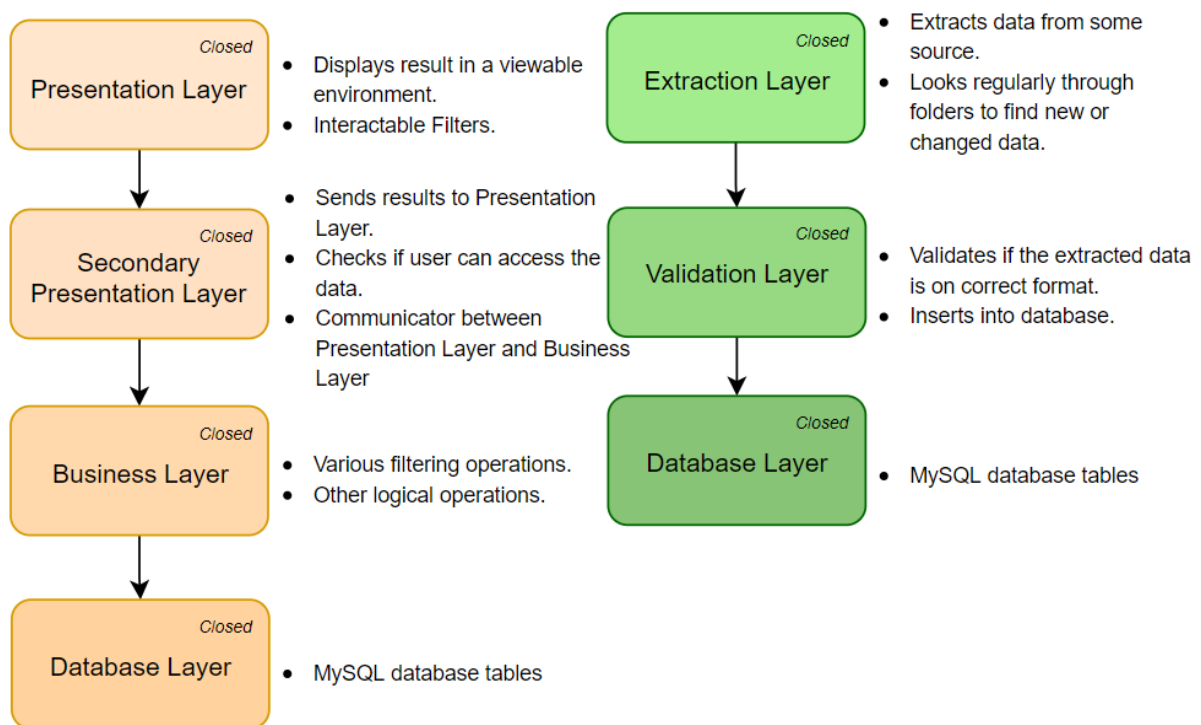 Closed
Presentation Layer
• Displays result in a viewable
environment.
• Interactable Filters.
Closed
Secondary
Presentation Layer
• Sends results to Presentation
Layer.
• Checks if user can access the
data.
• Communicator between
Presentation Layer and Business
Layer
Closed
Business Layer
• Various filtering operations.
• Other logical operations.
Closed
Database Layer
• MySQL database tables
Closed
Extraction Layer
• Extracts data from some
source.
• Looks regularly through
folders to find new or
changed data.
Closed
Validation Layer
• Validates if the extracted data
is on correct format.
• Inserts into database.
Closed
Database Layer
• MySQL database tables